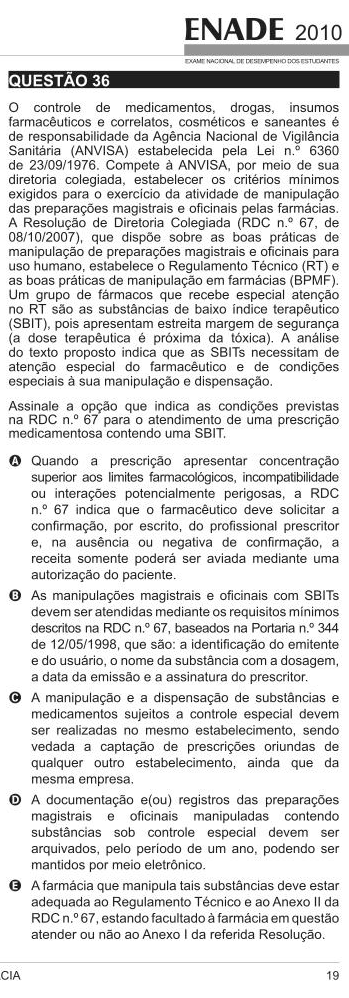 ENADE 2010
EXAME NACIONAL DE DESEMPENHO DOS ESTUDANTES
QUESTÃO 36
O controle de medicamentos, drogas, insumos
farmacêuticos e correlatos, cosméticos e saneantes é
de responsabilidade da Agência Nacional de Vigilância
Sanitária (ANVISA) estabelecida pela Lei n.º 6360
de 23/09/1976. Compete à ANVISA, por meio de sua
diretoria colegiada, estabelecer os critérios mínimos
exigidos para o exercício da atividade de manipulação
das preparações magistrais e oficinais pelas farmácias.
A Resolução de Diretoria Colegiada (RDC n.º 67, de
08/10/2007), que dispõe sobre as boas práticas de
manipulação de preparações magistrais e oficinais para
uso humano, estabelece o Regulamento Técnico (RT) e
as boas práticas de manipulação em farmácias (BPMF).
Um grupo de fármacos que recebe especial atenção
no RT são as substâncias de baixo índice terapêutico
(SBIT), pois apresentam estreita margem de segurança
(a dose terapêutica é próxima da tóxica). A análise
do texto proposto indica que as SBITs necessitam de
atenção especial do farmacêutico e de condições
especiais à sua manipulação e dispensação.
Assinale a opção que indica as condições previstas
na RDC n.º 67 para o atendimento de uma prescrição
medicamentosa contendo uma SBIT.
A Quando a prescrição apresentar concentração
superior aos limites farmacológicos, incompatibilidade
ou interações potencialmente perigosas, a RDC
n.º 67 indica que o farmacêutico deve solicitar a
confirmação, por escrito, do profissional prescritor
e, na ausência ou negativa de confirmação, a
receita somente poderá ser aviada mediante uma
autorização do paciente.
B As manipulações magistrais e oficinais com SBITs
devem ser atendidas mediante os requisitos mínimos
descritos na RDC n.º 67, baseados na Portaria n.º 344
de 12/05/1998, que são: a identificação do emitente
e do usuário, o nome da substância com a dosagem,
a data da emissão e a assinatura do prescritor.
C A manipulação e a dispensação de substâncias e
medicamentos sujeitos a controle especial devem
ser realizadas no mesmo estabelecimento, sendo
vedada a captação de prescrições oriundas de
qualquer outro estabelecimento, ainda que da
mesma empresa.
D A documentação e(ou) registros das preparações
magistrais e oficinais manipuladas contendo
substâncias sob controle especial devem ser
arquivados, pelo período de um ano, podendo ser
mantidos por meio eletrônico.
E A farmácia que manipula tais substâncias deve estar
adequada ao Regulamento Técnico e ao Anexo II da
RDC n.º 67, estando facultado à farmácia em questão
atender ou não ao Anexo I da referida Resolução.
CIA 19